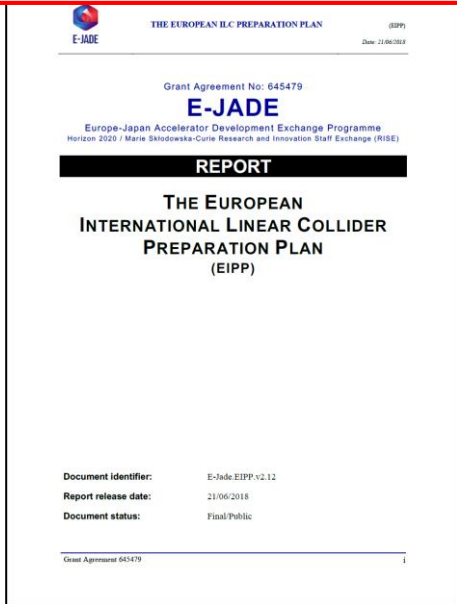 E-JADE
THE EUROPEAN ILC PREPARATION PLAN
(EIPP)
Date: 21/06/2018
Grant Agreement No: 645479
E-JADE
Europe-Japan Accelerator Development Exchange Programme
Horizon 2020 / Marie Skłodowska-Curie Research and Innovation Staff Exchange (RISE)
REPORT
THE EUROPEAN
INTERNATIONAL LINEAR COLLIDER
PREPARATION PLAN
(EIPP)
Document identifier: E-Jade.EIPP.v2.12
Report release date: 21/06/2018
Document status: Final/Public
Grant Agreement 645479 i